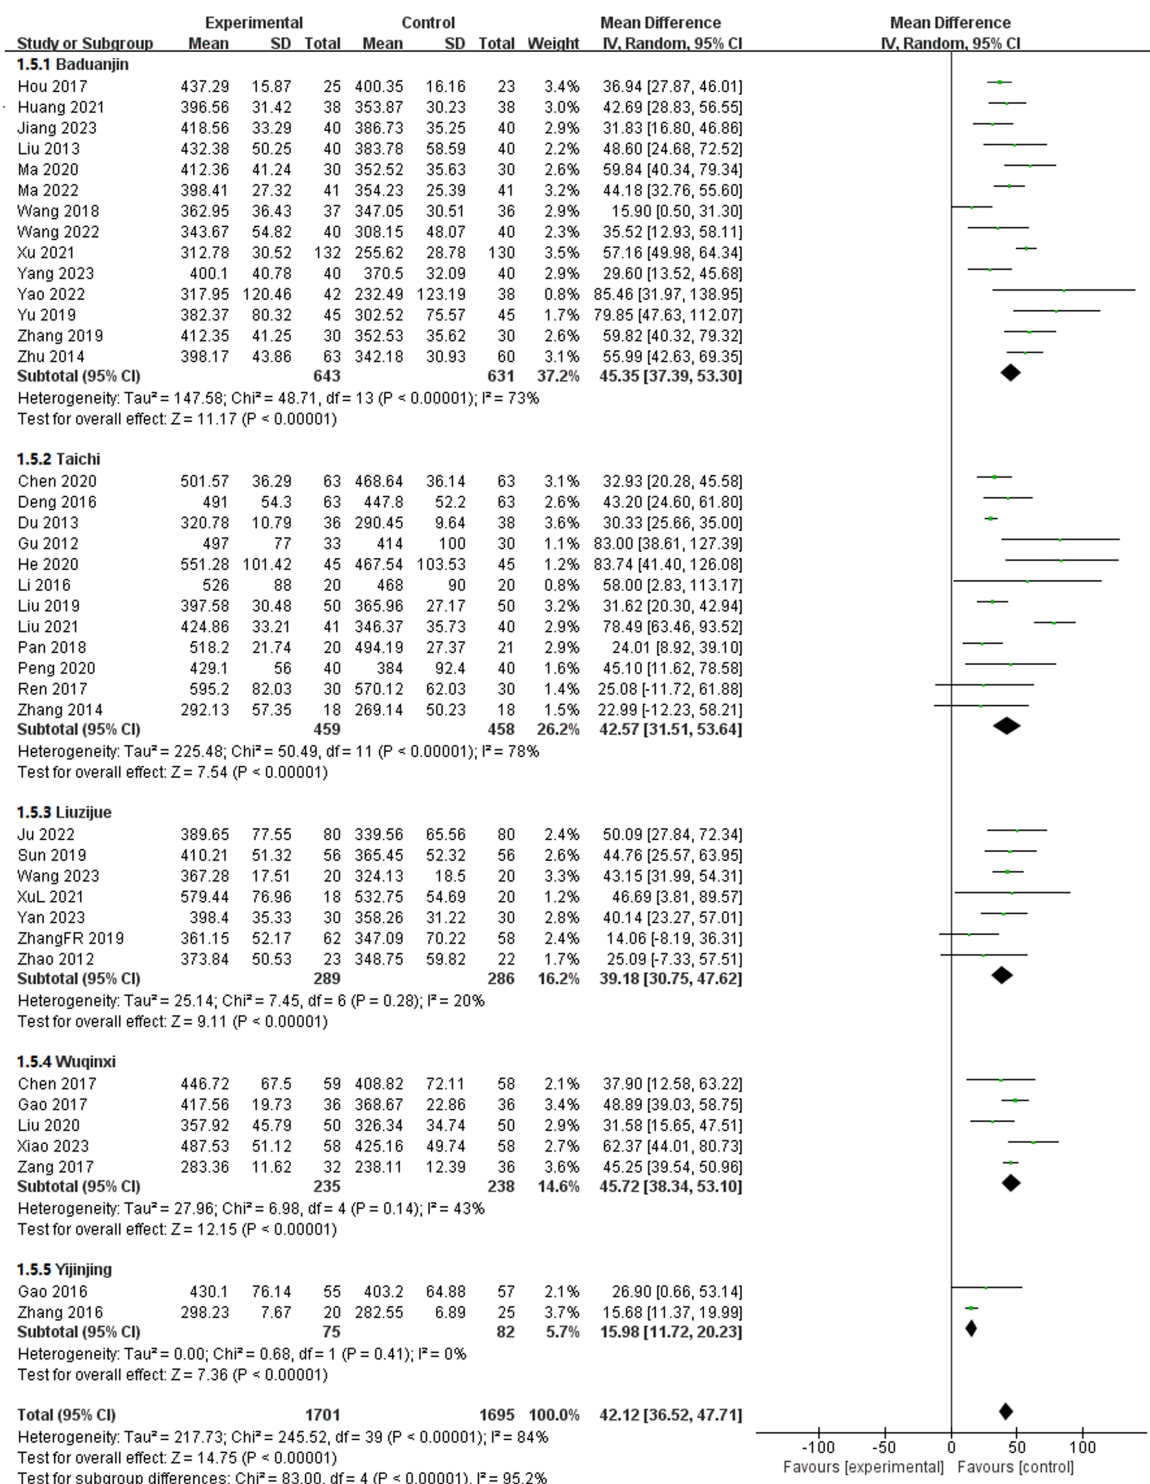 Experimental Control Mean Difference Mean Difference
Study or Subgroup Mean SD Total Mean SD Total Weight IV, Random, 95% CI IV, Random, 95% CI
1.5.1 Baduanjin
Hou 2017 437.29 15.87 25 400.35 16.16 23 3.4% 36.94 [27.87, 46.01]
Huang 2021 396.56 31.42 38 353.87 30.23 38 2.9% 42.69 [28.83, 56.55]
Jiang 2023 418.56 33.29 40 386.73 35.25 40 2.9% 31.83 [16.80, 46.86]
Liu 2013 432.38 50.25 40 383.78 58.59 40 2.2% 48.60 [24.68, 72.52]
Ma 2020 412.36 41.24 30 352.52 35.63 30 2.6% 59.84 [40.34, 79.34]
Ma 2022 398.41 27.32 41 354.23 25.39 41 3.2% 44.18 [32.76, 55.60]
Wang 2018 362.95 36.43 37 347.05 30.51 36 2.9% 15.90 [0.50, 31.30]
Wang 2022 343.67 54.82 40 308.15 48.07 40 2.3% 35.52 [12.93, 58.11]
Xu 2021 312.78 30.52 132 255.62 28.78 130 3.5% 57.16 [49.98, 64.34]
Yang 2023 400.1 40.78 40 370.5 32.09 40 2.9% 29.60 [13.52, 45.68]
Yao 2022 317.95 120.46 42 232.49 123.19 38 0.8% 85.46 [31.97, 138.95]
Yu 2019 382.37 80.32 45 302.52 75.57 45 1.7% 79.85 [47.63, 112.07]
Zhang 2019 412.35 41.25 30 352.53 35.62 30 2.6% 59.82 [40.32, 79.32]
Zhu 2014 398.17 43.86 63 342.18 30.93 60 3.1% 55.99 [42.63, 69.35]
Subtotal (95% CI) 643 631 37.2% 45.35 [37.39, 53.30]
Heterogeneity: Tau² = 147.58; Chi² = 48.71, df = 13 (P < 0.00001); I² = 73%
Test for overall effect: Z = 11.17 (P < 0.00001)
1.5.2 Taichi
Chen 2020 501.57 36.29 63 468.64 36.14 63 3.1% 32.93 [20.28, 45.58]
Deng 2016 491 54.3 63 447.8 52.2 63 2.6% 43.20 [24.60, 61.80]
Du 2013 320.78 10.79 36 290.45 9.64 38 3.6% 30.33 [25.66, 35.00]
Gu 2012 497 77 33 414 100 30 1.1% 83.00 [38.61, 127.39]
He 2020 551.28 101.42 45 467.54 103.53 45 1.2% 83.74 [41.40, 126.08]
Li 2016 526 88 20 468 90 20 0.8% 58.00 [2.83, 113.17]
Liu 2019 397.58 30.48 50 365.96 27.17 50 3.2% 31.62 [20.30, 42.94]
Liu 2021 424.86 33.21 41 346.37 35.73 40 2.9% 78.49 [63.46, 93.52]
Pan 2018 518.2 21.74 20 494.19 27.37 21 2.9% 24.01 [8.92, 39.10]
Peng 2020 429.1 56 40 384 92.4 40 1.6% 45.10 [11.62, 78.58]
Ren 2017 595.2 82.03 30 570.12 62.03 30 1.4% 25.08 [-11.72, 61.88]
Zhang 2014 292.13 57.35 18 269.14 50.23 18 1.5% 22.99 [-12.23, 58.21]
Subtotal (95% CI) 459 458 26.2% 42.57 [31.51, 53.64]
Heterogeneity: Tau² = 225.48; Chi² = 50.49, df = 11 (P < 0.00001); I² = 78%
Test for overall effect: Z = 7.54 (P < 0.00001)
1.5.3 Liuzijue
Ju 2022 389.65 77.55 80 339.56 65.56 80 2.4% 50.09 [27.84, 72.34]
Sun 2019 410.21 51.32 56 365.45 52.32 56 2.6% 44.76 [25.57, 63.95]
Wang 2023 367.28 17.51 20 324.13 18.5 20 3.3% 43.15 [31.99, 54.31]
XuL 2021 579.44 76.96 18 532.75 54.69 20 1.2% 46.69 [3.81, 89.57]
Yan 2023 398.4 35.33 30 358.26 31.22 30 2.8% 40.14 [23.27, 57.01]
ZhangFR 2019 361.15 52.17 62 347.09 70.22 58 2.4% 14.06 [-8.19, 36.31]
Zhao 2012 373.84 50.53 23 348.75 59.82 22 1.7% 25.09 [-7.33, 57.51]
Subtotal (95% CI) 289 286 16.2% 39.18 [30.75, 47.62]
Heterogeneity: Tau² = 25.14; Chi² = 7.45, df = 6 (P = 0.28); I² = 20%
Test for overall effect: Z = 9.11 (P < 0.00001)
1.5.4 Wuqinxi
Chen 2017 446.72 67.5 59 408.82 72.11 58 2.1% 37.90 [12.58, 63.22]
Gao 2017 417.56 19.73 36 368.67 22.86 36 3.4% 48.89 [39.03, 58.75]
Liu 2020 357.92 45.79 50 326.34 34.74 50 2.9% 31.58 [15.65, 47.51]
Xiao 2023 487.53 51.12 58 425.16 49.74 58 2.7% 62.37 [44.01, 80.73]
Zang 2017 283.36 11.62 32 238.11 12.39 36 3.6% 45.25 [39.54, 50.96]
Subtotal (95% CI) 235 238 14.6% 45.72 [38.34, 53.10]
Heterogeneity: Tau² = 27.96; Chi² = 6.98, df = 4 (P = 0.14); I² = 43%
Test for overall effect: Z = 12.15 (P < 0.00001)
1.5.5 Yijinjing
Gao 2016 430.1 76.14 55 403.2 64.88 57 2.1% 26.90 [0.66, 53.14]
Zhang 2016 298.23 7.67 20 282.55 6.89 25 3.7% 15.68 [11.37, 19.99]
Subtotal (95% CI) 75 82 5.7% 15.98 [11.72, 20.23]
Heterogeneity: Tau² = 0.00; Chi² = 0.68, df = 1 (P = 0.41); I² = 0%
Test for overall effect: Z = 7.36 (P < 0.00001)
Total (95% CI) 1701 1695 100.0% 42.12 [36.52, 47.71]
Heterogeneity: Tau² = 217.73; Chi² = 245.52, df = 39 (P < 0.00001); I² = 84%
Test for overall effect: Z = 14.75 (P < 0.00001)
Test for subgroup differences: Chi² = 83.00, df = 4 (P < 0.00001), I² = 95.2%
-100 -50 0 50 100
Favours [experimental] Favours [control]